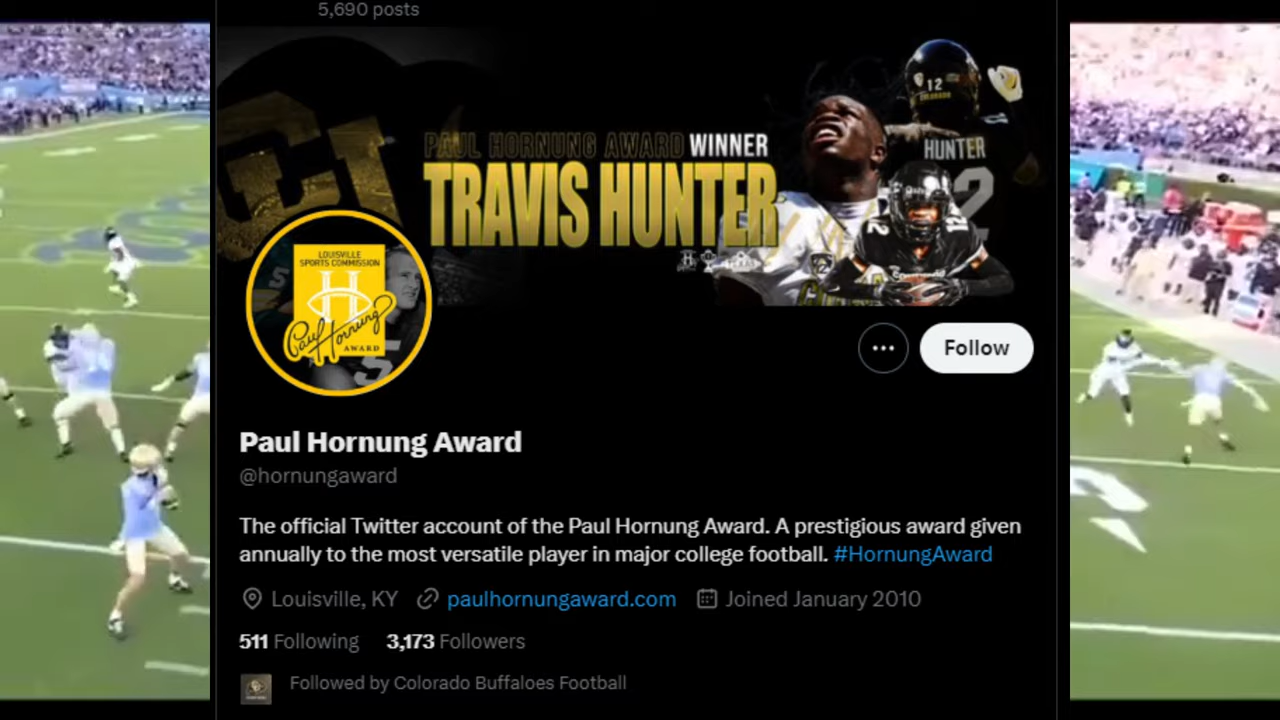 5,690 posts
PAUL HORNUNG AWARD WINNER
TRAVIS HUNTER
12
COLORADO
HUNTER
12
LOUISVILLE
SPORTS COMMISSION
H
Paul Hornung
AWARD
5
Follow
Paul Hornung Award
@hornungaward
The official Twitter account of the Paul Hornung Award. A prestigious award given
annually to the most versatile player in major college football. #HornungAward
Louisville, KY paulhornungaward.com Joined January 2010
511 Following 3,173 Followers
Followed by Colorado Buffaloes Football